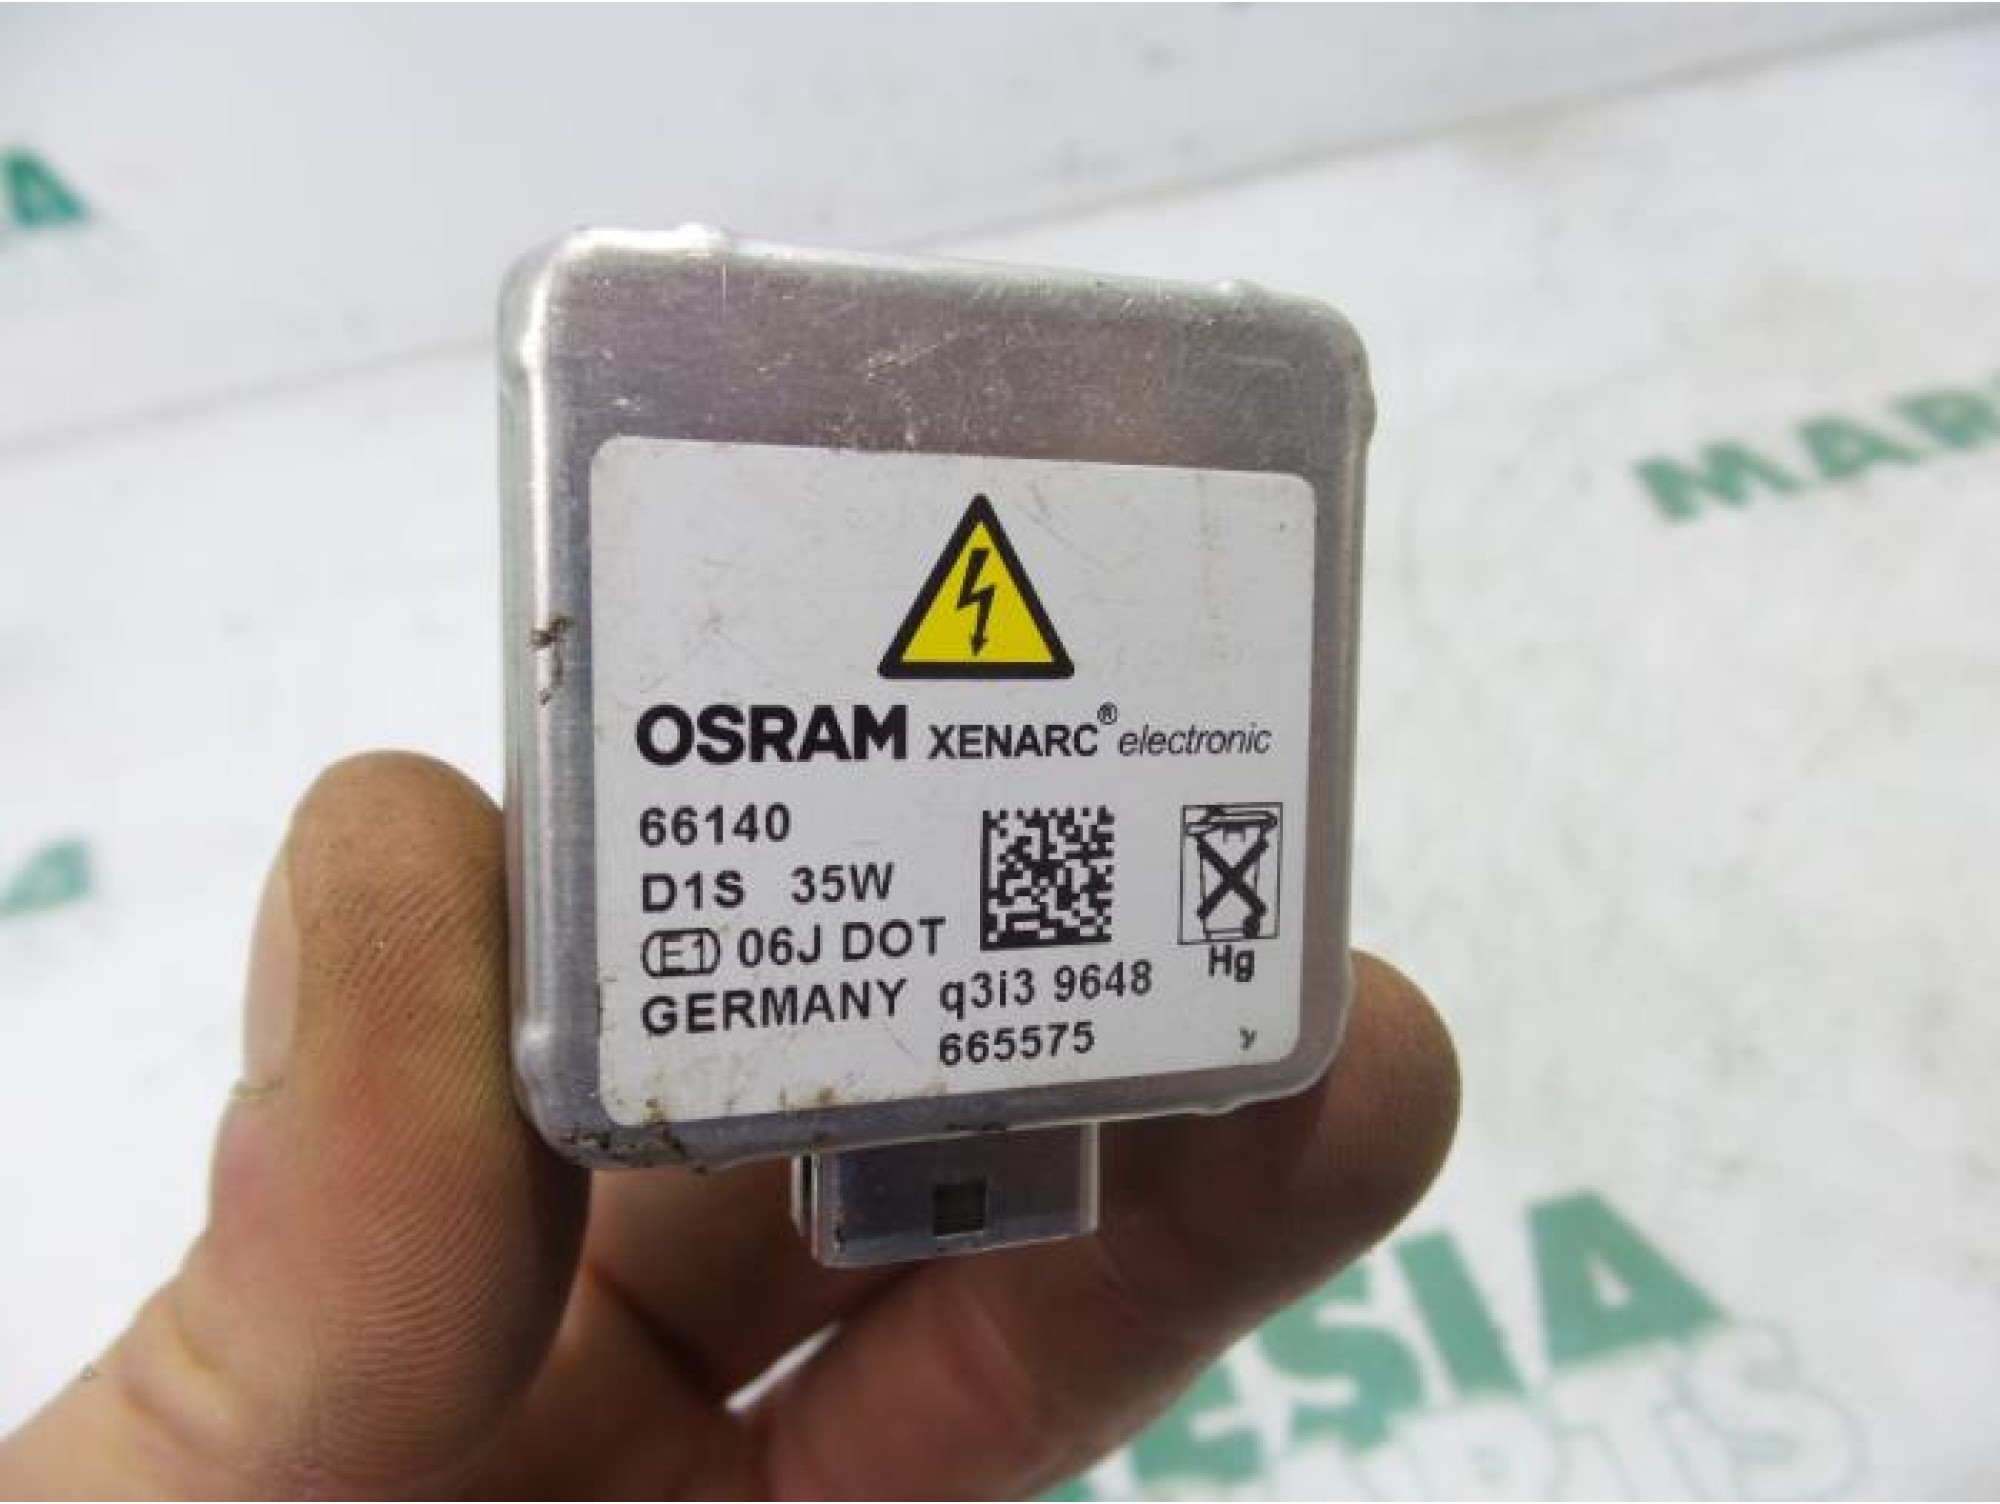 OSRAM XENARC® electronic
66140
D1S 35W
E1 06J DOT
GERMANY q3i3 9648
665575
Hg